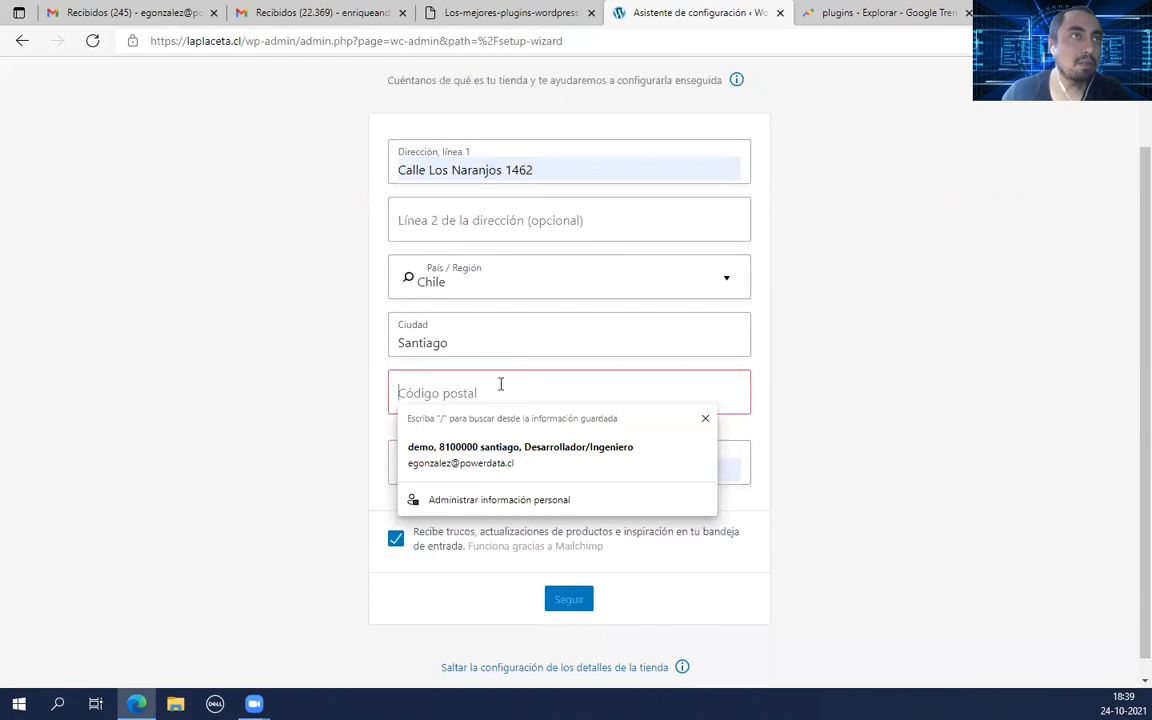 Recibidos (245) - egonzalez@po
Recibidos (22.369) - enriqueand
Los-mejores-plugins-wordpress
Asistente de configuración ‹ Wo
plugins - Explorar - Google Tren
https://laplaceta.cl/wp-admin/admin.php?page=wc-admin&path=%2Fsetup-wizard
Cuéntanos de qué es tu tienda y te ayudaremos a configurarla enseguida
Dirección, línea 1
Calle Los Naranjos 1462
Línea 2 de la dirección (opcional)
País / Región
Chile
Ciudad
Santiago
Código postal
Escriba "/" para buscar desde la información guardada
demo, 8100000 santiago, Desarrollador/Ingeniero
egonzalez@powerdata.cl
Administrar información personal
Recibe trucos, actualizaciones de productos e inspiración en tu bandeja
de entrada. Funciona gracias a Mailchimp
Seguir
Saltar la configuración de los detalles de la tienda
DELL
18:39
24-10-2021